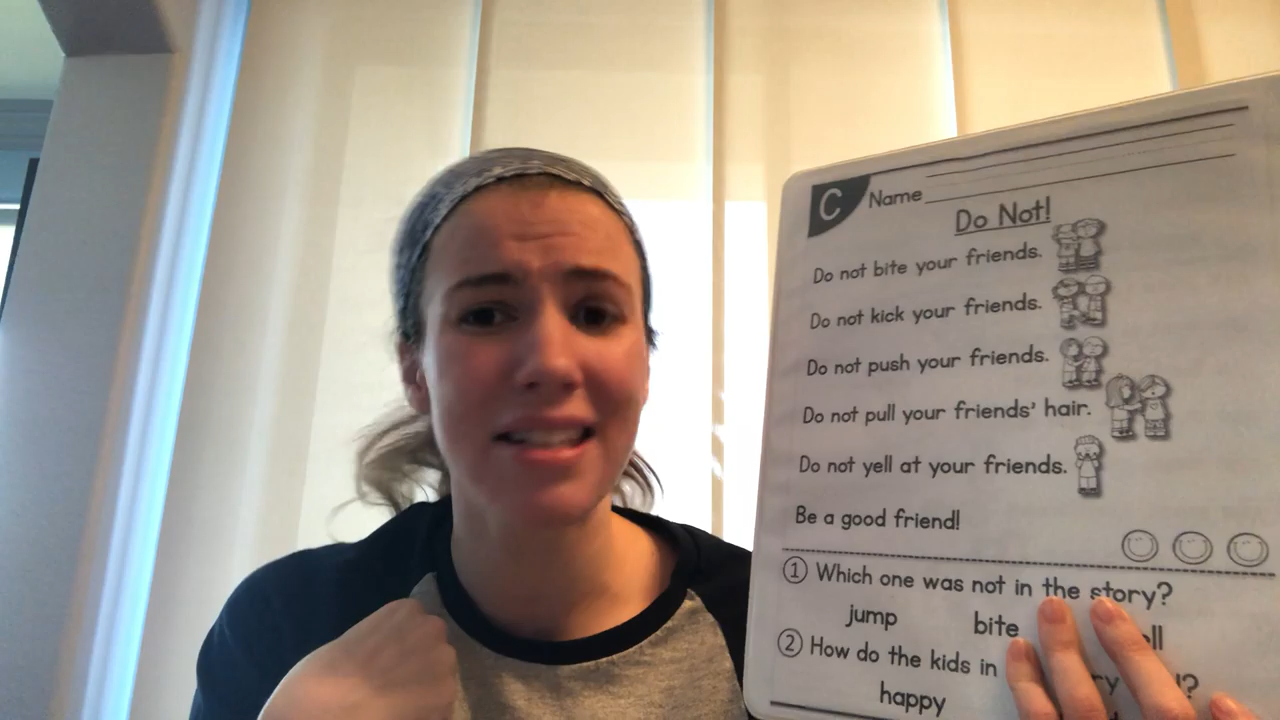 C
Name
Do Not!
Do not bite your friends.
Do not kick your friends.
Do not push your friends.
Do not pull your friends' hair.
Do not yell at your friends.
Be a good friend!
① Which one was not in the story?
jump bite
② How do the kids in
happy